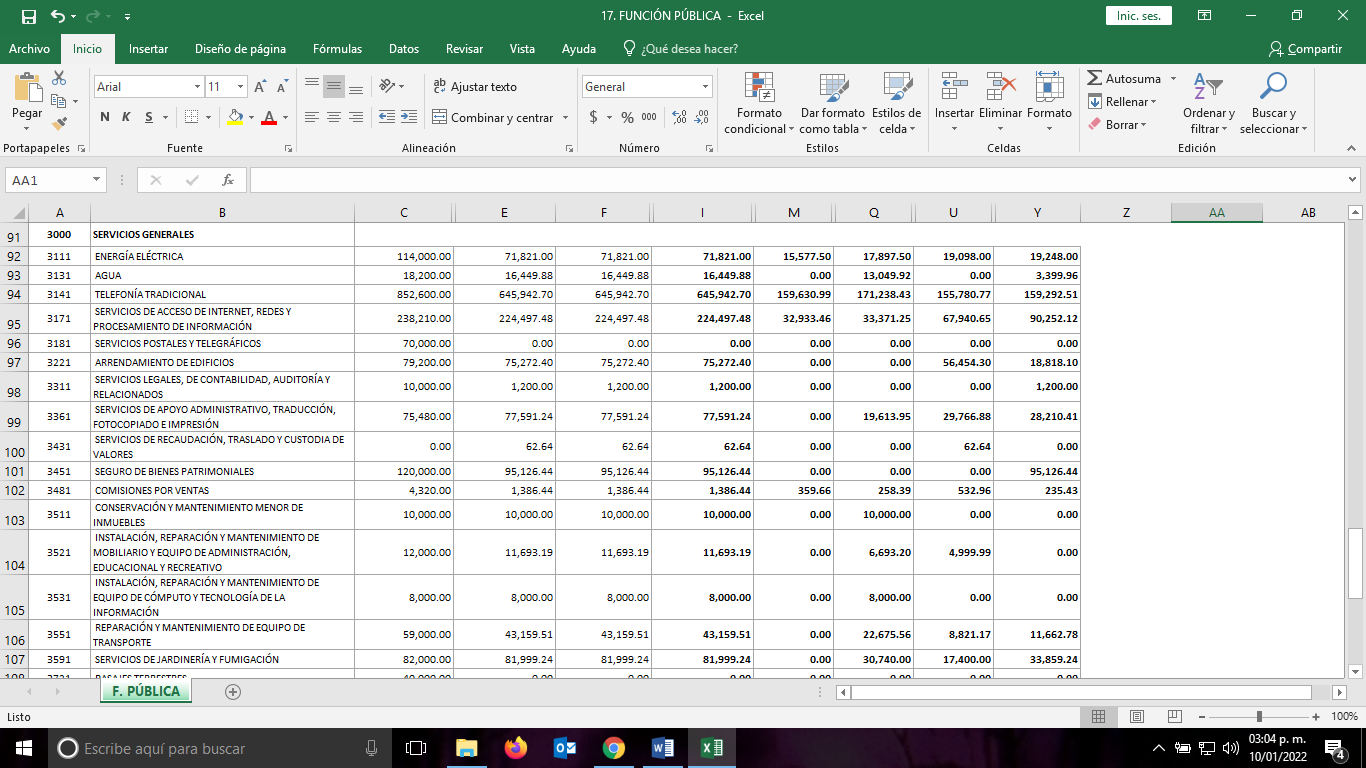 17. FUNCIÓN PÚBLICA - Excel
Inic. ses.
Archivo Inicio Insertar Diseño de página Fórmulas Datos Revisar Vista Ayuda ¿Qué desea hacer? Compartir
Pegar
Arial 11
N K S
Ajustar texto
Combinar y centrar
General
$ % 000
Formato condicional
Dar formato como tabla
Estilos de celda
Insertar Eliminar Formato
Autosuma
Rellenar
Borrar
Ordenar y filtrar
Buscar y seleccionar
Portapapeles Fuente Alineación Número Estilos Celdas Edición
AA1 fx
A B C E F I M Q U Y Z AA AB
91 3000 SERVICIOS GENERALES
92 3111 ENERGÍA ELÉCTRICA 114,000.00 71,821.00 71,821.00 71,821.00 15,577.50 17,897.50 19,098.00 19,248.00
93 3131 AGUA 18,200.00 16,449.88 16,449.88 16,449.88 0.00 13,049.92 0.00 3,399.96
94 3141 TELEFONÍA TRADICIONAL 852,600.00 645,942.70 645,942.70 645,942.70 159,630.99 171,238.43 155,780.77 159,292.51
95 3171 SERVICIOS DE ACCESO DE INTERNET, REDES Y
PROCESAMIENTO DE INFORMACIÓN 238,210.00 224,497.48 224,497.48 224,497.48 32,933.46 33,371.25 67,940.65 90,252.12
96 3181 SERVICIOS POSTALES Y TELEGRÁFICOS 70,000.00 0.00 0.00 0.00 0.00 0.00 0.00 0.00
97 3221 ARRENDAMIENTO DE EDIFICIOS 79,200.00 75,272.40 75,272.40 75,272.40 0.00 0.00 56,454.30 18,818.10
98 3311 SERVICIOS LEGALES, DE CONTABILIDAD, AUDITORÍA Y
RELACIONADOS 10,000.00 1,200.00 1,200.00 1,200.00 0.00 0.00 0.00 1,200.00
99 3361 SERVICIOS DE APOYO ADMINISTRATIVO, TRADUCCIÓN,
FOTOCOPIADO E IMPRESIÓN 75,480.00 77,591.24 77,591.24 77,591.24 0.00 19,613.95 29,766.88 28,210.41
100 3431 SERVICIOS DE RECAUDACIÓN, TRASLADO Y CUSTODIA DE
VALORES 0.00 62.64 62.64 62.64 0.00 0.00 62.64 0.00
101 3451 SEGURO DE BIENES PATRIMONIALES 120,000.00 95,126.44 95,126.44 95,126.44 0.00 0.00 0.00 95,126.44
102 3481 COMISIONES POR VENTAS 4,320.00 1,386.44 1,386.44 1,386.44 359.66 258.39 532.96 235.43
103 3511 CONSERVACIÓN Y MANTENIMIENTO MENOR DE
INMUEBLES 10,000.00 10,000.00 10,000.00 10,000.00 0.00 10,000.00 0.00 0.00
104 3521 INSTALACIÓN, REPARACIÓN Y MANTENIMIENTO DE
MOBILIARIO Y EQUIPO DE ADMINISTRACIÓN,
EDUCACIONAL Y RECREATIVO 12,000.00 11,693.19 11,693.19 11,693.19 0.00 6,693.20 4,999.99 0.00
105 3531 INSTALACIÓN, REPARACIÓN Y MANTENIMIENTO DE
EQUIPO DE CÓMPUTO Y TECNOLOGÍA DE LA
INFORMACIÓN 8,000.00 8,000.00 8,000.00 8,000.00 0.00 8,000.00 0.00 0.00
106 3551 REPARACIÓN Y MANTENIMIENTO DE EQUIPO DE
TRANSPORTE 59,000.00 43,159.51 43,159.51 43,159.51 0.00 22,675.56 8,821.17 11,662.78
107 3591 SERVICIOS DE JARDINERÍA Y FUMIGACIÓN 82,000.00 81,999.24 81,999.24 81,999.24 0.00 30,740.00 17,400.00 33,859.24
F. PÚBLICA
Listo 100%
Escribe aquí para buscar
03:04 p. m.
10/01/2022
4